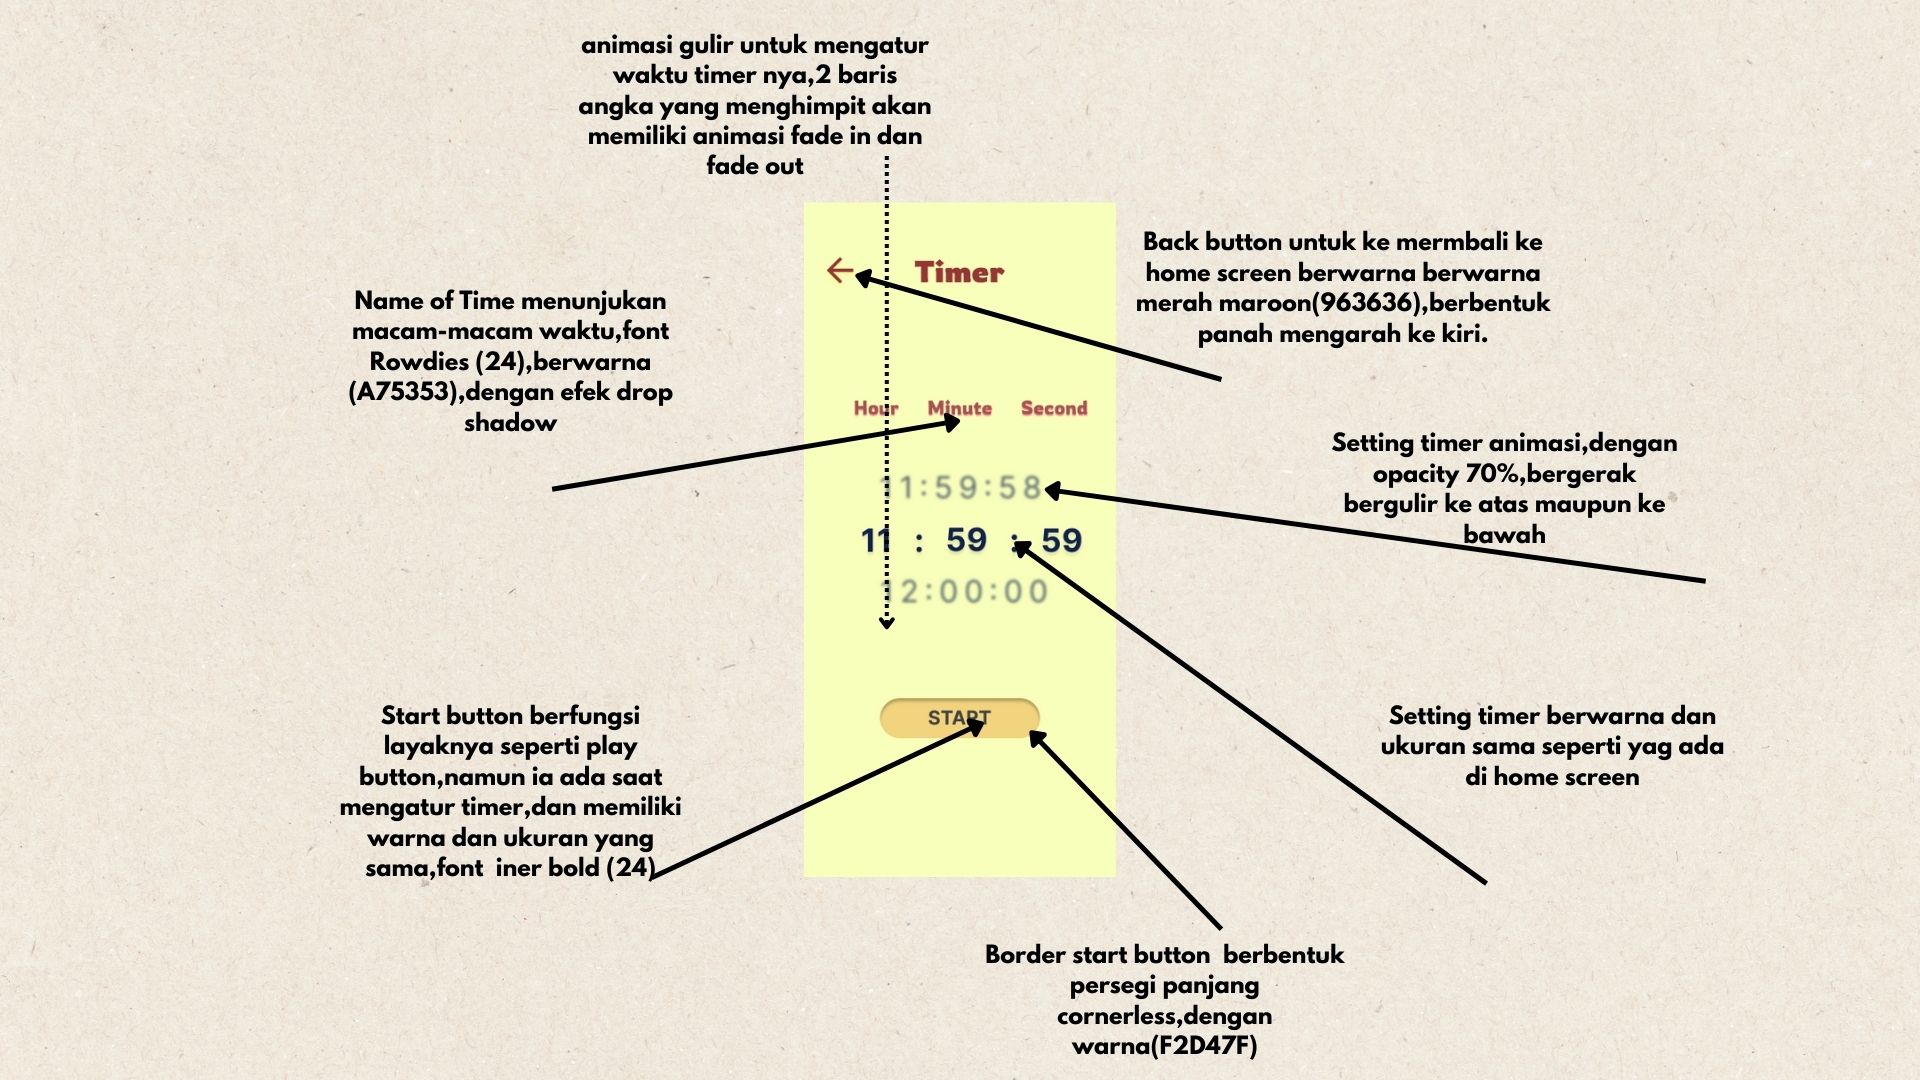 animasi gulir untuk mengatur
waktu timer nya,2 baris
angka yang menghimpit akan
memiliki animasi fade in dan
fade out
Back button untuk ke mermbali ke
home screen berwarna berwarna
merah maroon(963636),berbentuk
panah mengarah ke kiri.
Timer
Name of Time menunjukan
macam-macam waktu,font
Rowdies (24),berwarna
(A75353),dengan efek drop
shadow
Hour Minute Second
Setting timer animasi,dengan
opacity 70%,bergerak
bergulir ke atas maupun ke
bawah
11:59:58
11 : 59 : 59
12:00:00
START
Start button berfungsi
layaknya seperti play
button,namun ia ada saat
mengatur timer,dan memiliki
warna dan ukuran yang
sama,font iner bold (24)
Setting timer berwarna dan
ukuran sama seperti yag ada
di home screen
Border start button berbentuk
persegi panjang
cornerless,dengan
warna(F2D47F)